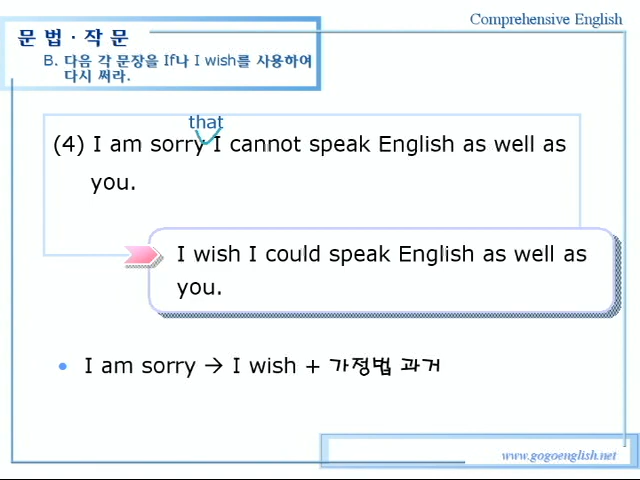 Comprehensive English
문 법 · 작 문
B. 다음 각 문장을 If나 I wish를 사용하여
다시 써라.
that
(4) I am sorry I cannot speak English as well as
you.
I wish I could speak English as well as
you.
• I am sorry → I wish + 가정법 과거
www.gogoenglish.net